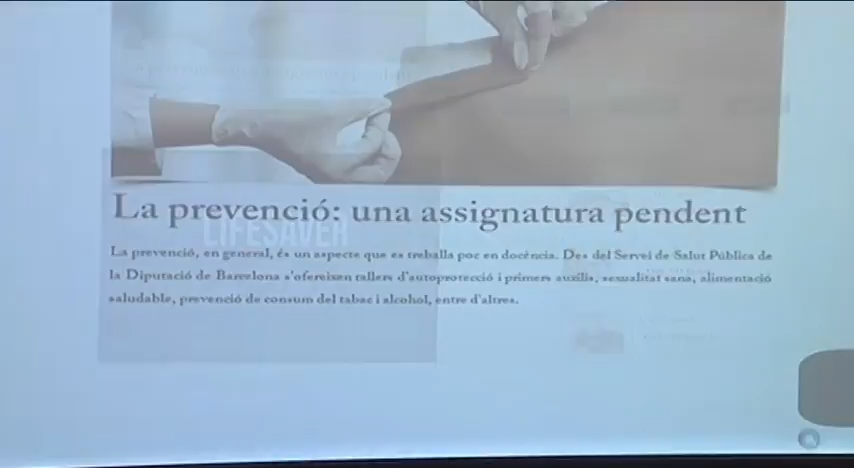 La prevenció: una assignatura pendent
LIFESAVER
La prevenció, en general, és un aspecte que es treballa poc en docència. Des del Servei de Salut Pública de
la Diputació de Barcelona s'ofereixen tallers d'autoprotecció i primers auxilis, sexualitat sana, alimentació
saludable, prevenció de consum del tabac i alcohol, entre d'altres.